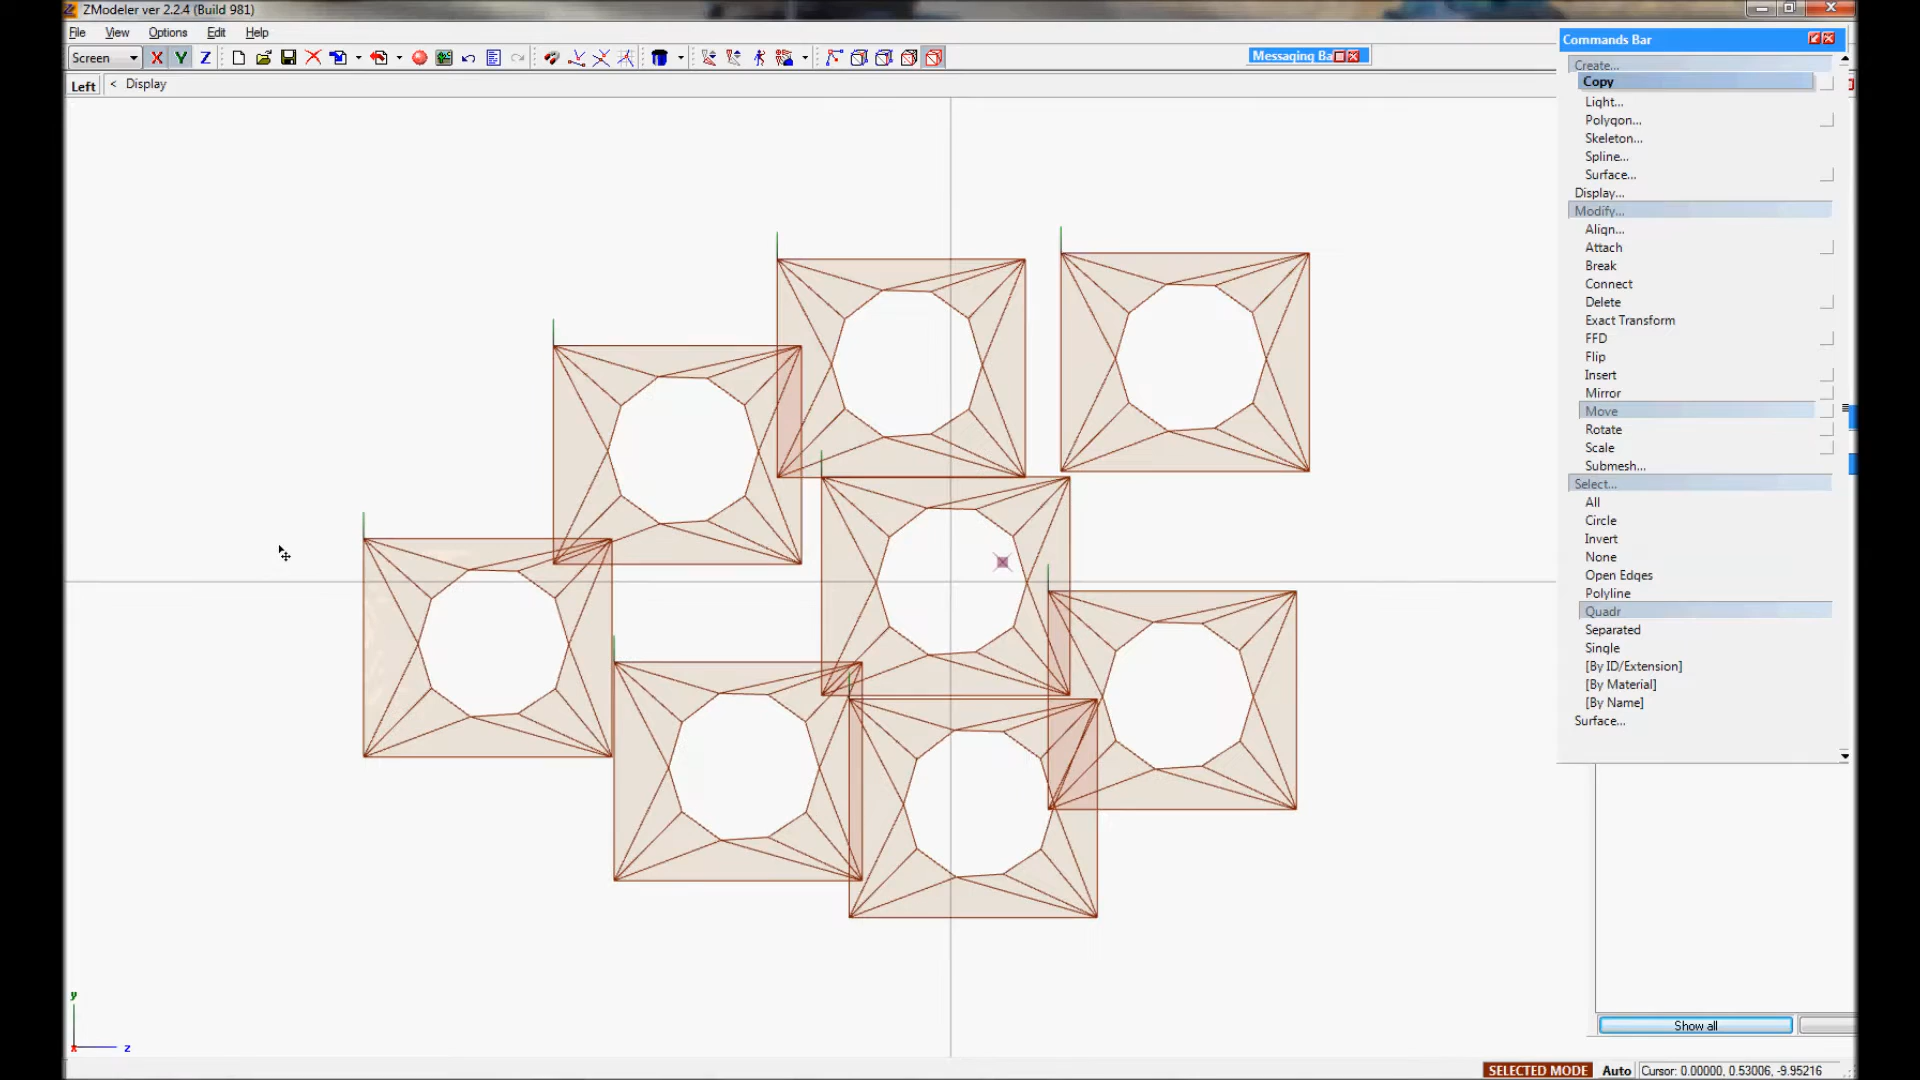 ZModeler ver 2.2.4 (Build 981)
File View Options Edit Help
Screen X Y Z
Messaging Ba
Left < Display
Commands Bar
Create...
Copy
Light...
Polygon...
Skeleton...
Spline...
Surface...
Display...
Modify...
Align...
Attach
Break
Connect
Delete
Exact Transform
FFD
Flip
Insert
Mirror
Move
Rotate
Scale
Submesh...
Select...
All
Circle
Invert
None
Open Edges
Polyline
Quadr
Separated
Single
[By ID/Extension]
[By Material]
[By Name]
Surface...
Show all
y
x z
SELECTED MODE Auto Cursor: 0.00000, 0.53006, -9.95216